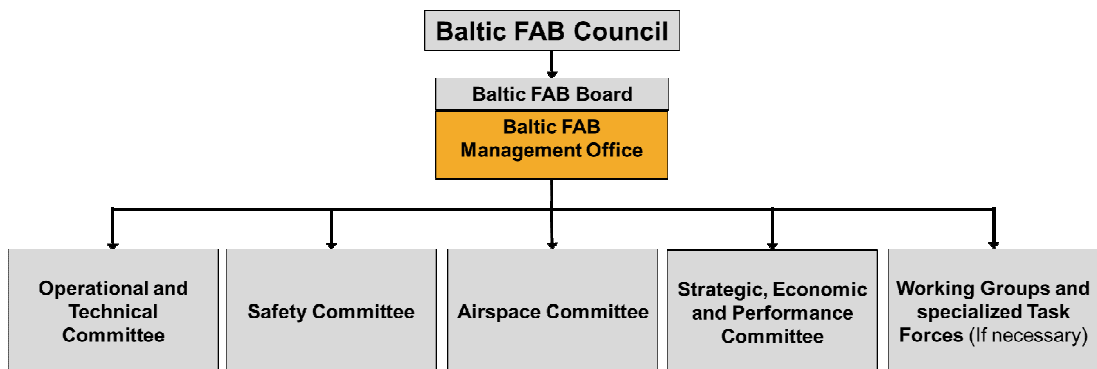 Baltic FAB Council
Baltic FAB Board
Baltic FAB
Management Office
Operational and
Technical
Committee
Safety Committee
Airspace Committee
Strategic, Economic
and Performance
Committee
Working Groups and
specialized Task
Forces (If necessary)